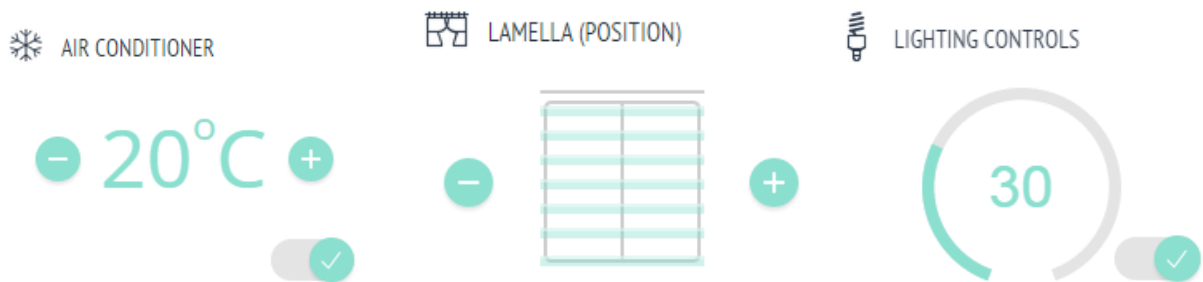 AIR CONDITIONER
20°C
LAMELLA (POSITION)
LIGHTING CONTROLS
30